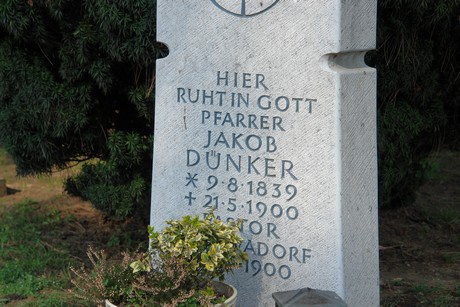 HIER
RUHT IN GOTT
PFARRER
JAKOB
DÜNKER
* 9·8·1839
+ 21·5·1900
1900